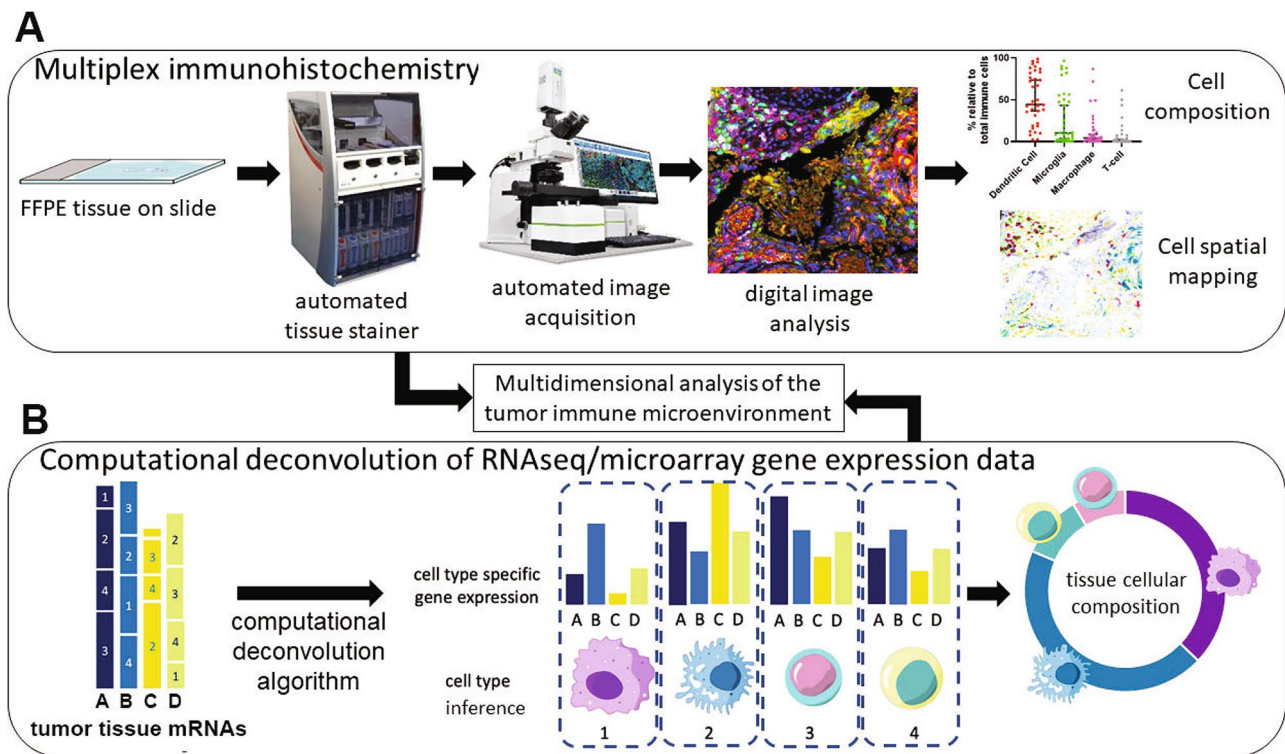 A
Multiplex immunohistochemistry
FFPE tissue on slide
automated
tissue stainer
automated image
acquisition
digital image
analysis
% relative to
total immune cells
100
50
0
Dendritic Cell
Microglia
Macrophage
T-cell
Cell
composition
Cell spatial
mapping
Multidimensional analysis of the
tumor immune microenvironment
B
Computational deconvolution of RNAseq/microarray gene expression data
1
2
4
3
3
2
1
4
3
4
2
2
3
4
1
A B C D
tumor tissue mRNAs
computational
deconvolution
algorithm
cell type specific
gene expression
A B C D
A B C D
A B C D
A B C D
cell type
inference
1
2
3
4
tissue cellular
composition